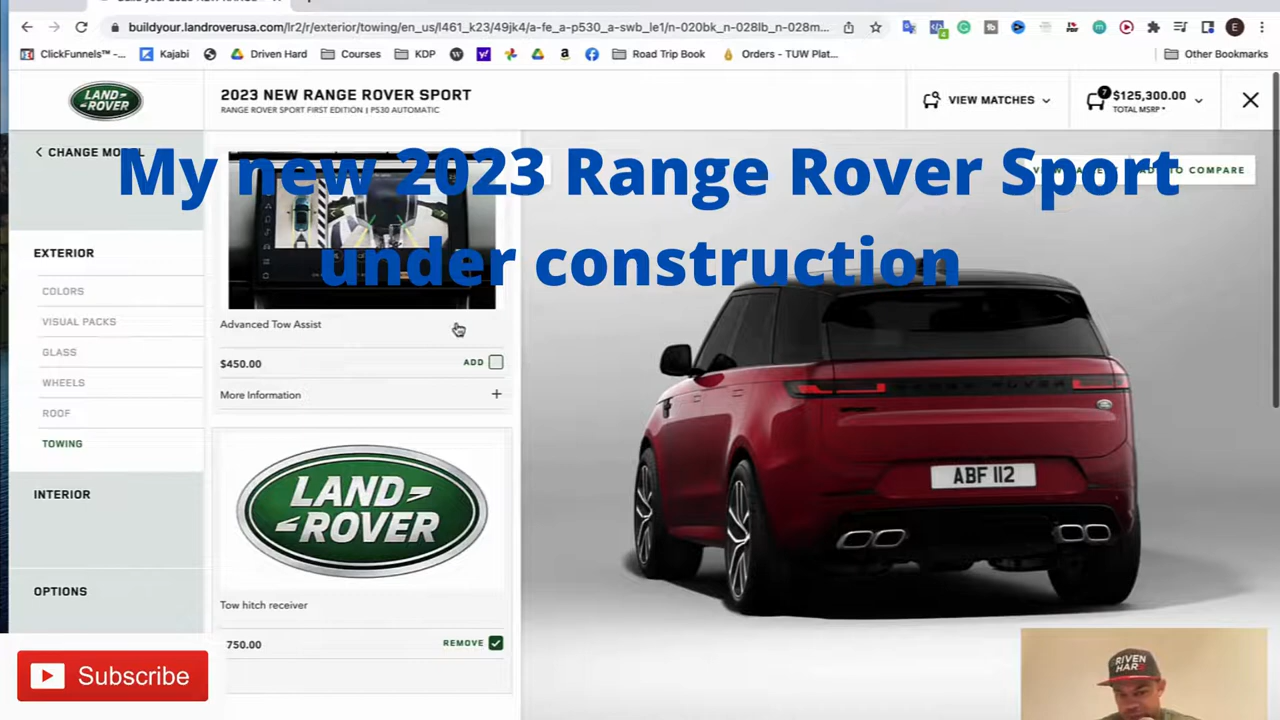 buildyour.landroverusa.com/lr2/r/exterior/towing/en_us/l461_k23/49jk4/a-fe_a-p530_a-swb_le1/n-020bk_n-028lb_n-028m...
E
ClickFunnels™ -...
Kajabi
Driven Hard
Courses
KDP
Road Trip Book
Orders - TUW Plat...
Other Bookmarks
LAND ROVER
2023 NEW RANGE ROVER SPORT
RANGE ROVER SPORT FIRST EDITION | P530 AUTOMATIC
VIEW MATCHES
7
$125,300.00
TOTAL MSRP *
CHANGE MODEL
My new 2023 Range Rover Sport
under construction
TO COMPARE
EXTERIOR
COLORS
VISUAL PACKS
GLASS
WHEELS
ROOF
TOWING
INTERIOR
OPTIONS
Advanced Tow Assist
$450.00
ADD
More Information
LAND-
ROVER
Tow hitch receiver
750.00
REMOVE
ABF 112
Subscribe
RIVEN
HARD